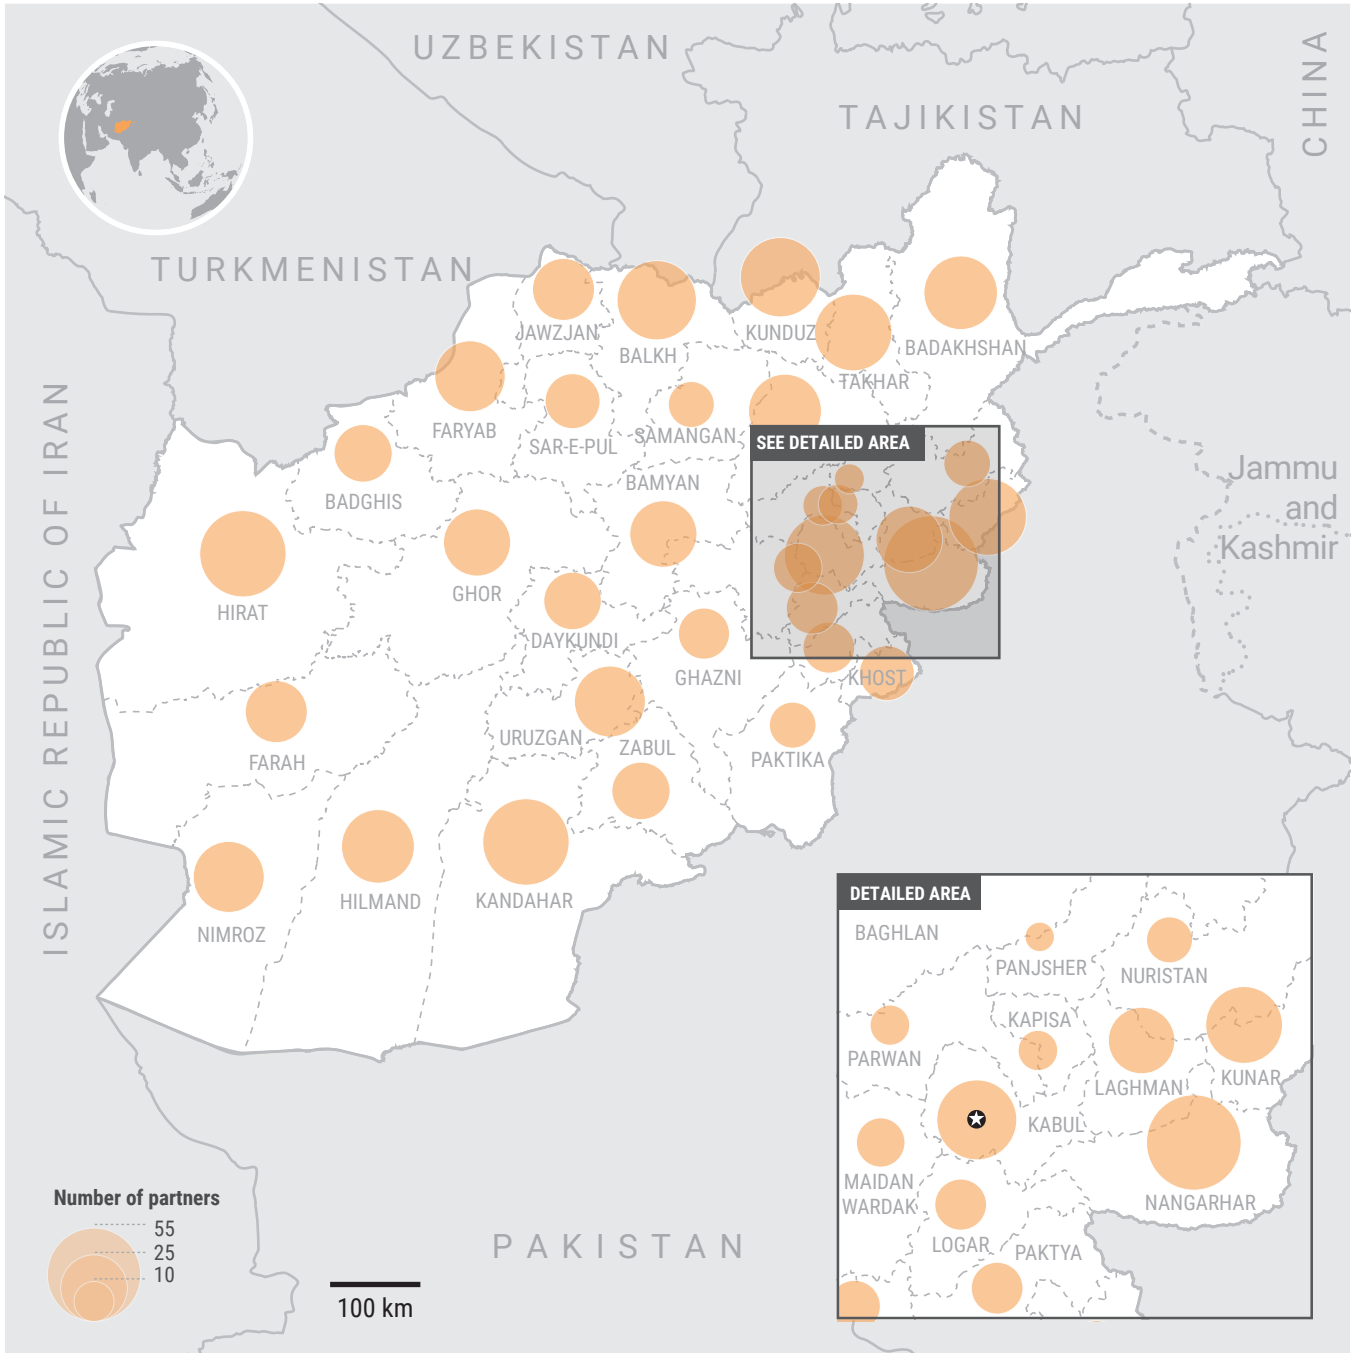 UZBEKISTAN
CHINA
TAJIKISTAN
TURKMENISTAN
JAWZJAN
BALKH
KUNDUZ
TAKHAR
BADAKHSHAN
ISLAMIC REPUBLIC OF IRAN
FARYAB
SAR-E-PUL
SAMANGAN
SEE DETAILED AREA
BADGHIS
BAMYAN
Jammu
and
Kashmir
HIRAT
GHOR
DAYKUNDI
GHAZNI
KHOST
FARAH
URUZGAN
ZABUL
PAKTIKA
NIMROZ
HILMAND
KANDAHAR
DETAILED AREA
BAGHLAN
PANJSHER
NURISTAN
KAPISA
PARWAN
LAGHMAN
KUNAR
KABUL
MAIDAN
WARDAK
NANGARHAR
LOGAR
PAKTYA
PAKISTAN
Number of partners
55
25
10
100 km